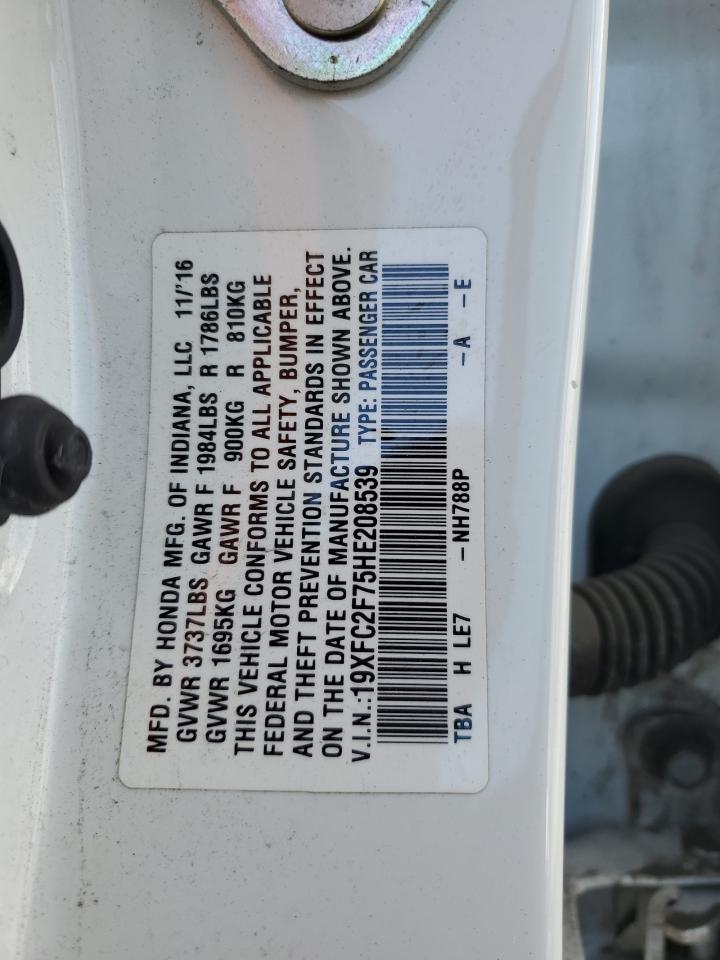 MFD. BY HONDA MFG. OF INDIANA, LLC 11/'16
GVWR 3737LBS GAWR F 1984LBS R 1786LBS
GVWR 1695KG GAWR F 900KG R 810KG
THIS VEHICLE CONFORMS TO ALL APPLICABLE
FEDERAL MOTOR VEHICLE SAFETY, BUMPER,
AND THEFT PREVENTION STANDARDS IN EFFECT
ON THE DATE OF MANUFACTURE SHOWN ABOVE.
V.I.N.:19XFC2F75HE208539 TYPE: PASSENGER CAR
TBA H LE7 -NH788P -A -E